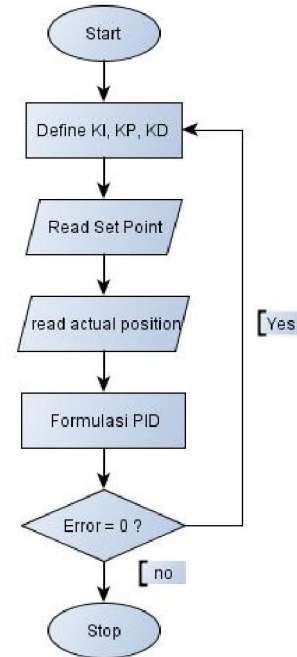 Start
Define KI, KP, KD
Read Set Point
read actual position
Yes
Formulasi PID
Error = 0 ?
no
Stop